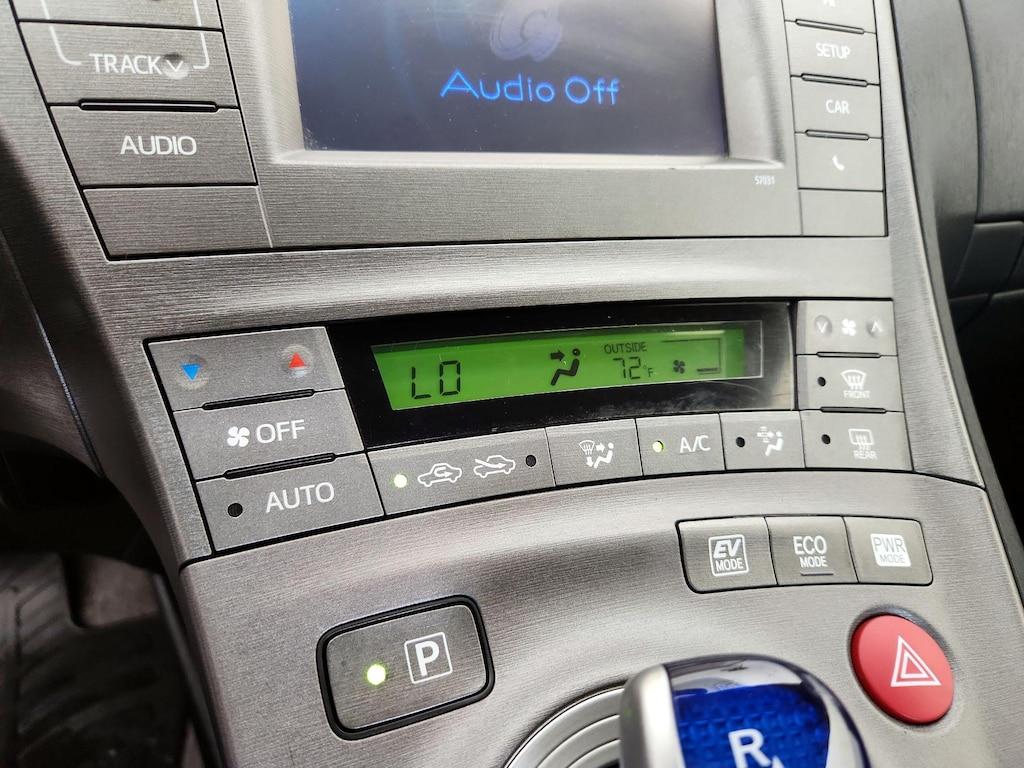 TRACK
AUDIO
Audio Off
SETUP
CAR
57031
OFF
AUTO
LO
OUTSIDE
72°F
FRONT
A/C
REAR
EV
MODE
ECO
MODE
PWR
MODE
P
R